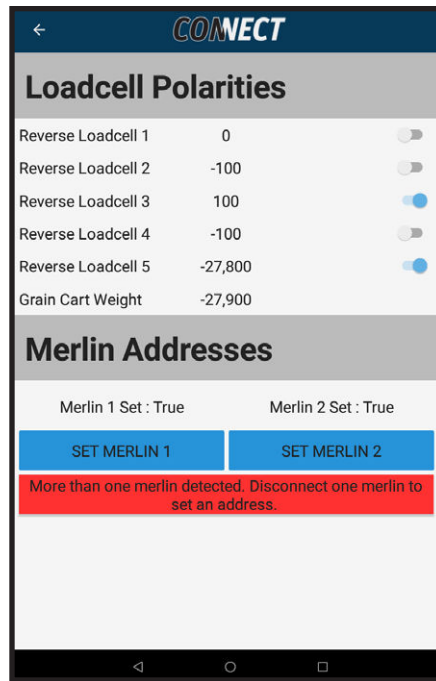 CONNECT
Loadcell Polarities
Reverse Loadcell 1 0
Reverse Loadcell 2 -100
Reverse Loadcell 3 100
Reverse Loadcell 4 -100
Reverse Loadcell 5 -27,800
Grain Cart Weight -27,900
Merlin Addresses
Merlin 1 Set : True Merlin 2 Set : True
SET MERLIN 1 SET MERLIN 2
More than one merlin detected. Disconnect one merlin to
set an address.